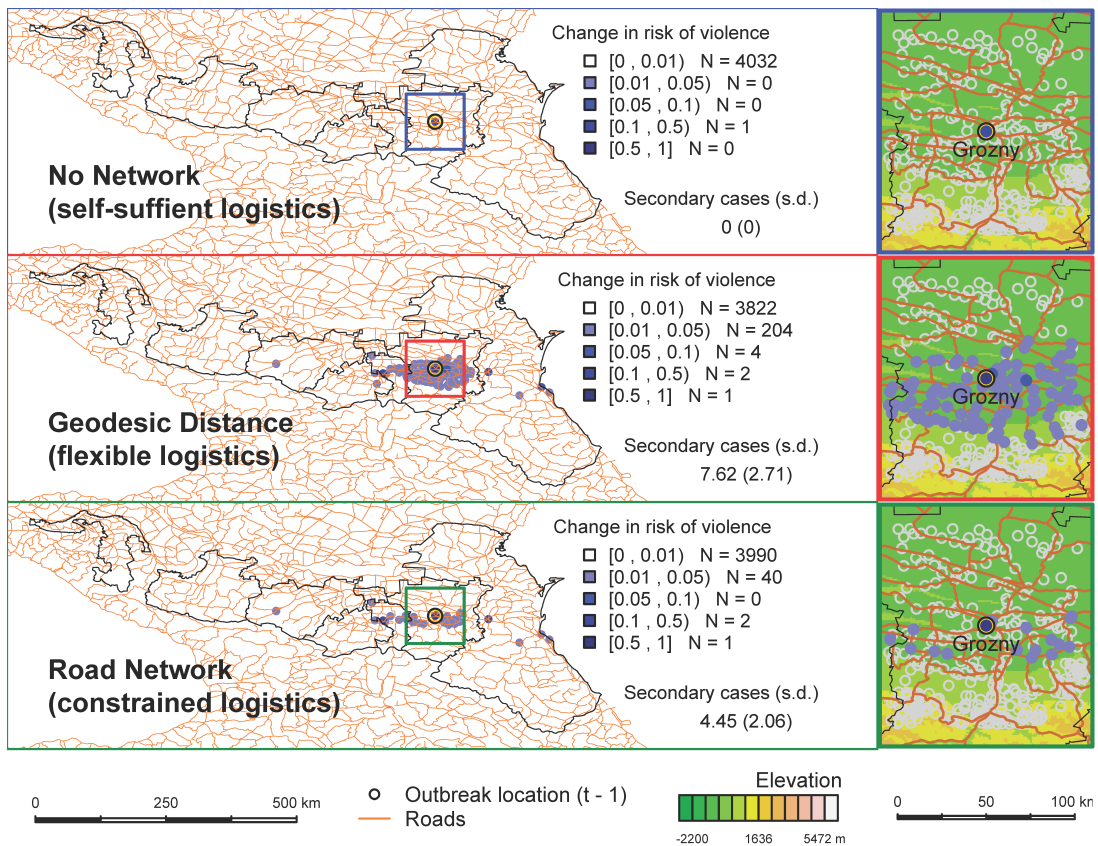 Change in risk of violence
[0 , 0.01)   N = 4032
[0.01 , 0.05)   N = 0
[0.05 , 0.1)   N = 0
[0.1 , 0.5)   N = 1
[0.5 , 1]   N = 0
No Network
(self-suffient logistics)
Secondary cases (s.d.)
0 (0)
Grozny
Change in risk of violence
[0 , 0.01)   N = 3822
[0.01 , 0.05)   N = 204
[0.05 , 0.1)   N = 4
[0.1 , 0.5)   N = 2
[0.5 , 1]   N = 1
Geodesic Distance
(flexible logistics)
Secondary cases (s.d.)
7.62 (2.71)
Grozny
Change in risk of violence
[0 , 0.01)   N = 3990
[0.01 , 0.05)   N = 40
[0.05 , 0.1)   N = 0
[0.1 , 0.5)   N = 2
[0.5 , 1]   N = 1
Road Network
(constrained logistics)
Secondary cases (s.d.)
4.45 (2.06)
Grozny
0 250 500 km
Outbreak location (t - 1)
Roads
Elevation
-2200 1636 5472 m
0 50 100 km